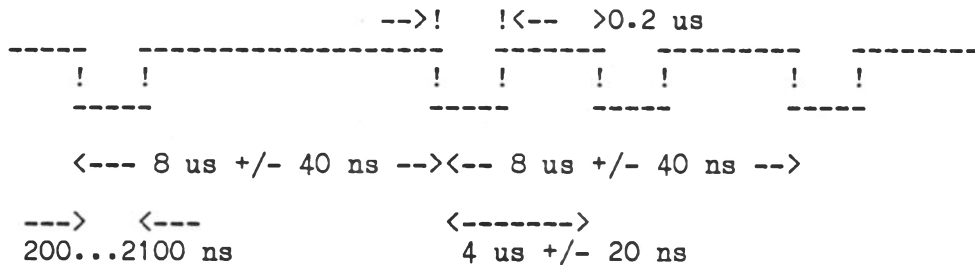 -->!   !<--  >0.2 us
-----   -------------------   -------   ---------   --------
!   !                  !   !     !   !       !   !
-----                  -----     -----       -----
<--- 8 us +/- 40 ns --><-- 8 us +/- 40 ns -->
--->   <---              <------->
200...2100 ns              4 us +/- 20 ns